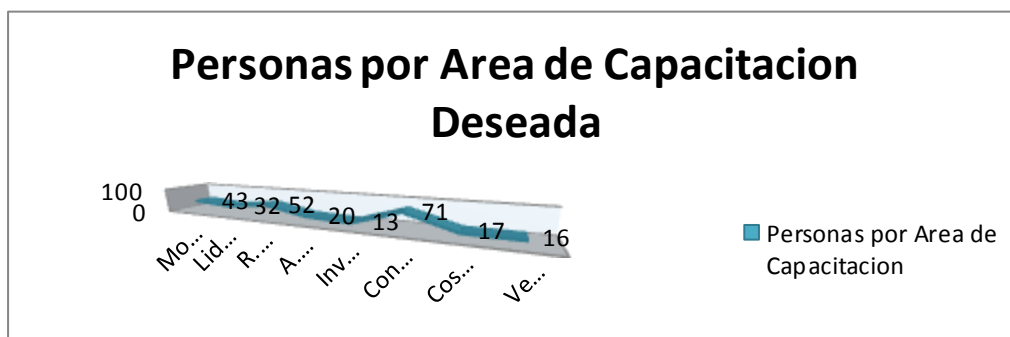 Personas por Area de Capacitacion
Deseada
100
0
43 32 52 20 13 71 17 16
Mo... Lid... R.... A.... Inv... Con... Cos... Ve...
Personas por Area de
Capacitacion